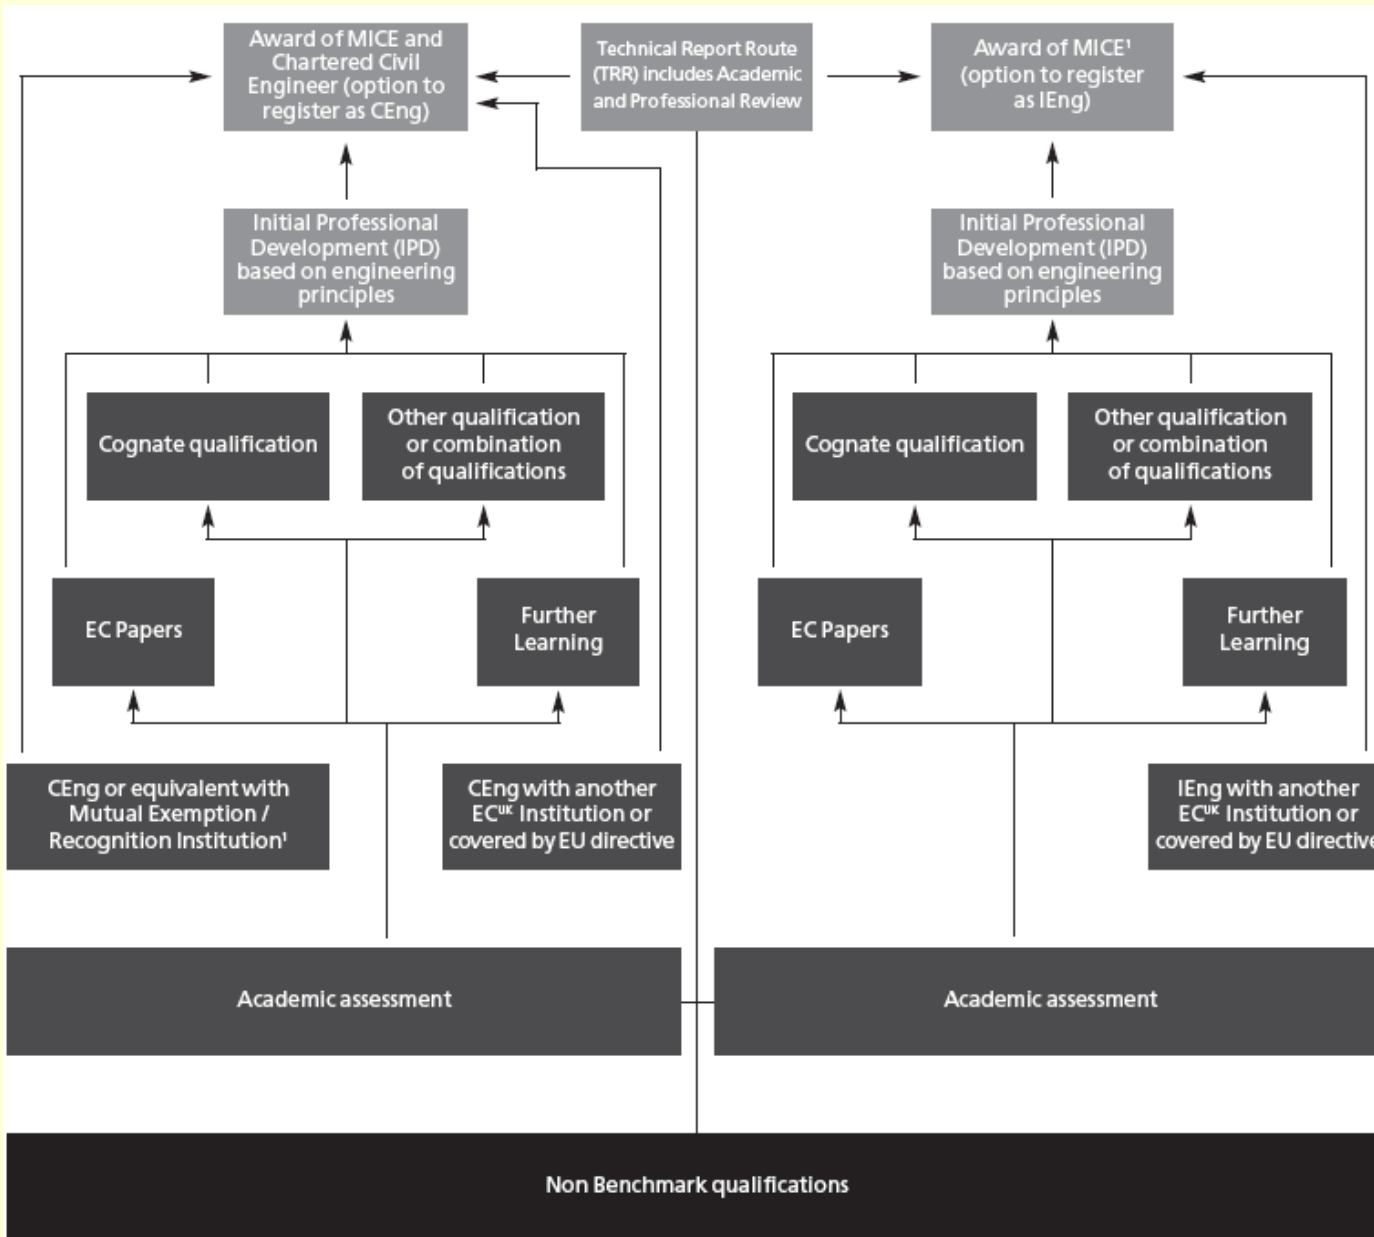 Award of MICE and
Chartered Civil
Engineer (option to
register as CEng)
Technical Report Route
(TRR) includes Academic
and Professional Review
Award of MICE¹
(option to register
as IEng)
Initial Professional
Development (IPD)
based on engineering
principles
Initial Professional
Development (IPD)
based on engineering
principles
Cognate qualification
Other qualification
or combination
of qualifications
Cognate qualification
Other qualification
or combination
of qualifications
EC Papers
Further
Learning
EC Papers
Further
Learning
CEng or equivalent with
Mutual Exemption /
Recognition Institution¹
CEng with another
ECᵁᴷ Institution or
covered by EU directive
IEng with another
ECᵁᴷ Institution or
covered by EU directive
Academic assessment
Academic assessment
Non Benchmark qualifications